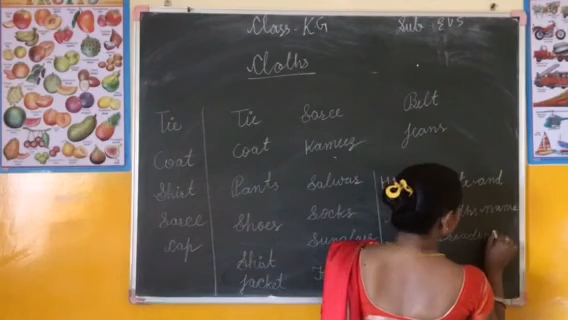 FRUITS
Class-KG
Sub-EVS
Cloths
Tie
Coat
Shirt
Saree
Cap
Tie
Coat
Pants
Shoes
Shirt
Jacket
Saree
Kameez
Salwar
Socks
Belt
Jeans